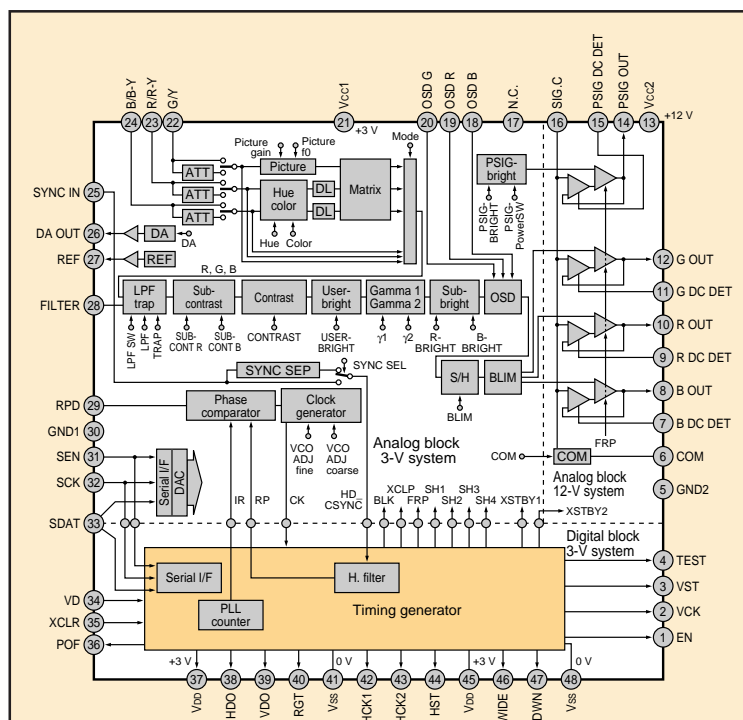 B/B-Y
R/R-Y
G/Y
VCC1
+3 V
OSD G
OSD R
OSD B
N.C.
SIG.C
PSIG DC DET
PSIG OUT
VCC2
+12 V
24
23
22
21
20
19
18
17
16
15
14
13
Picture gain
Picture f0
Mode
ATT
ATT
ATT
Picture
Hue color
DL
DL
Matrix
PSIG-bright
PSIG-BRIGHT
PSIG-PowerSW
SYNC IN
25
DA OUT
26
DA
DA
Hue
Color
REF
27
REF
R, G, B
12
G OUT
11
G DC DET
FILTER
28
LPF trap
Sub-contrast
Contrast
User-bright
Gamma 1
Gamma 2
Sub-bright
OSD
10
R OUT
LPF SW
LPF
TRAP
SUB-CONT R
SUB-CONT B
CONTRAST
USER-BRIGHT
γ1
γ2
R-BRIGHT
B-BRIGHT
9
R DC DET
SYNC SEP
SYNC SEL
S/H
BLIM
BLIM
8
B OUT
RPD
29
Phase comparator
Clock generator
7
B DC DET
GND1
30
VCO ADJ fine
VCO ADJ coarse
Analog block
3-V system
FRP
COM
COM
6
COM
SEN
31
SCK
32
Serial I/F
DAC
Analog block
12-V system
5
GND2
IR
RP
CK
HD_
CSYNC
BLK
XCLP
FRP
SH1
SH2
SH3
SH4
XSTBY1
XSTBY2
SDAT
33
Digital block
3-V system
Serial I/F
H. filter
4
TEST
3
VST
VD
34
PLL counter
Timing generator
2
VCK
XCLR
35
POF
36
1
EN
+3 V
0 V
+3 V
0 V
37
38
39
40
41
42
43
44
45
46
47
48
VDD
HDO
VDO
RGT
VSS
HCK1
HCK2
HST
VDD
WIDE
DWN
VSS